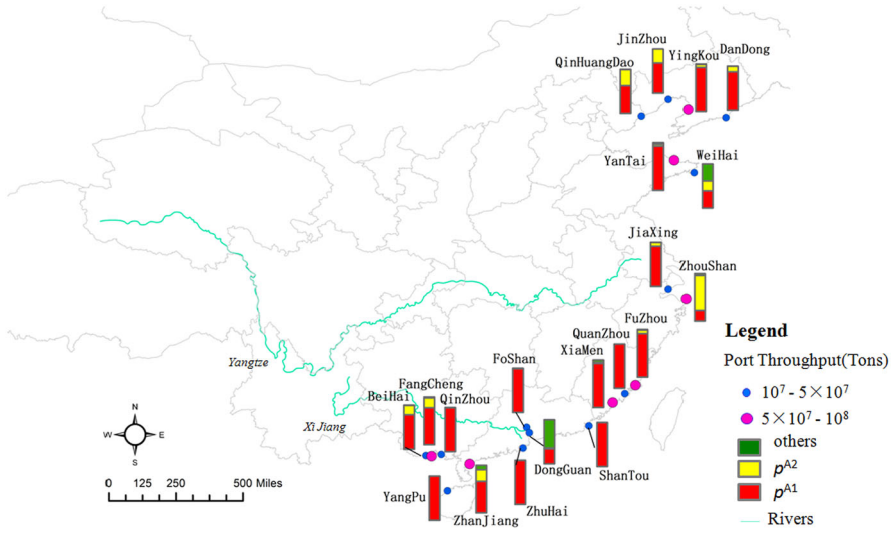 JinZhou
YingKou
DanDong
QinHuangDao
YanTai
WeiHai
JiaXing
ZhouShan
FuZhou
QuanZhou
XiaMen
FoShan
Yangtze
FangCheng
BeiHai
QinZhou
Xi Jiang
DongGuan
ShanTou
YangPu
ZhanJiang
ZhuHai
N
W
E
S
0 125 250 500 Miles
Legend
Port Throughput(Tons)
10⁷ - 5×10⁷
5×10⁷ - 10⁸
others
pᴬ²
pᴬ¹
Rivers